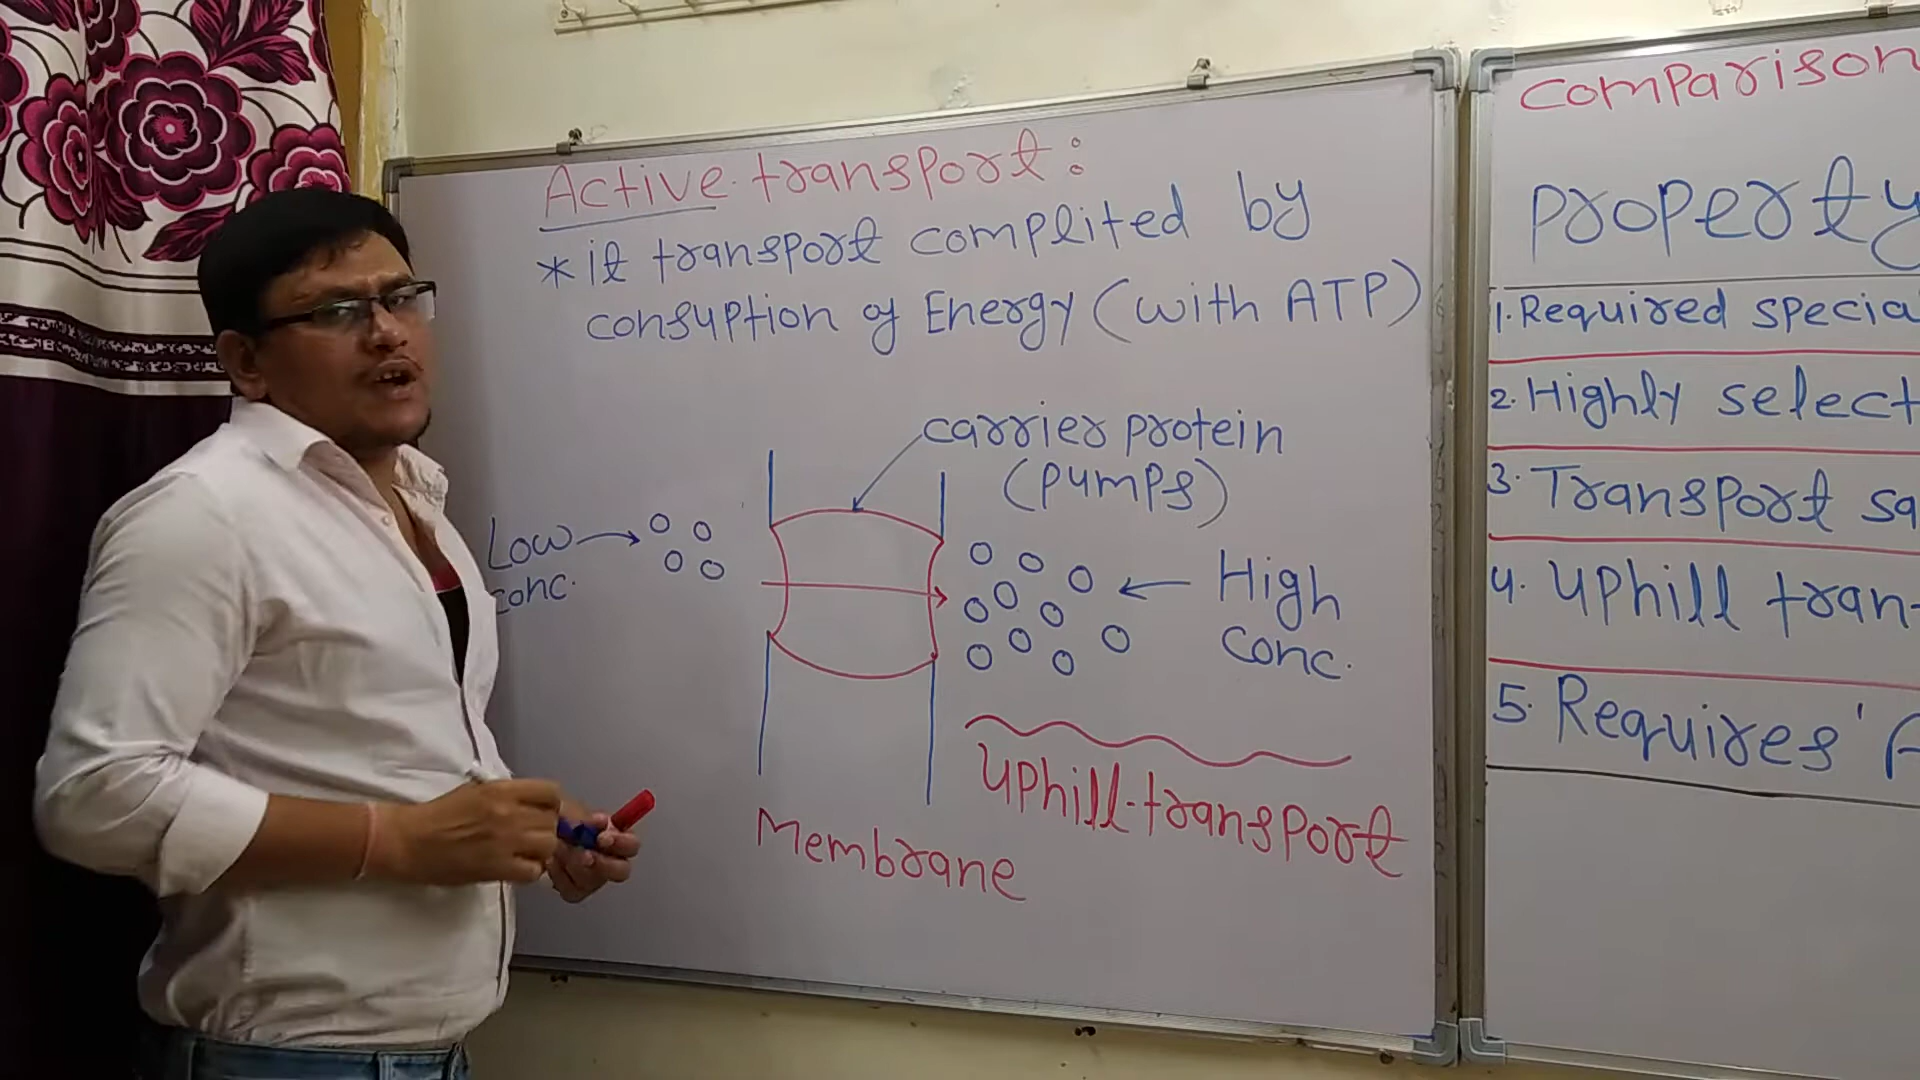 Active transport:
* it transport complited by
consuption of Energy (with ATP)
carrier protein
(pumps)
Low
conc.
High
conc.
Uphill-transport
Membrane
Comparison
Property
1. Required specia
2. Highly select
3. Transport sa
4. Uphill tran-
5. Requires A